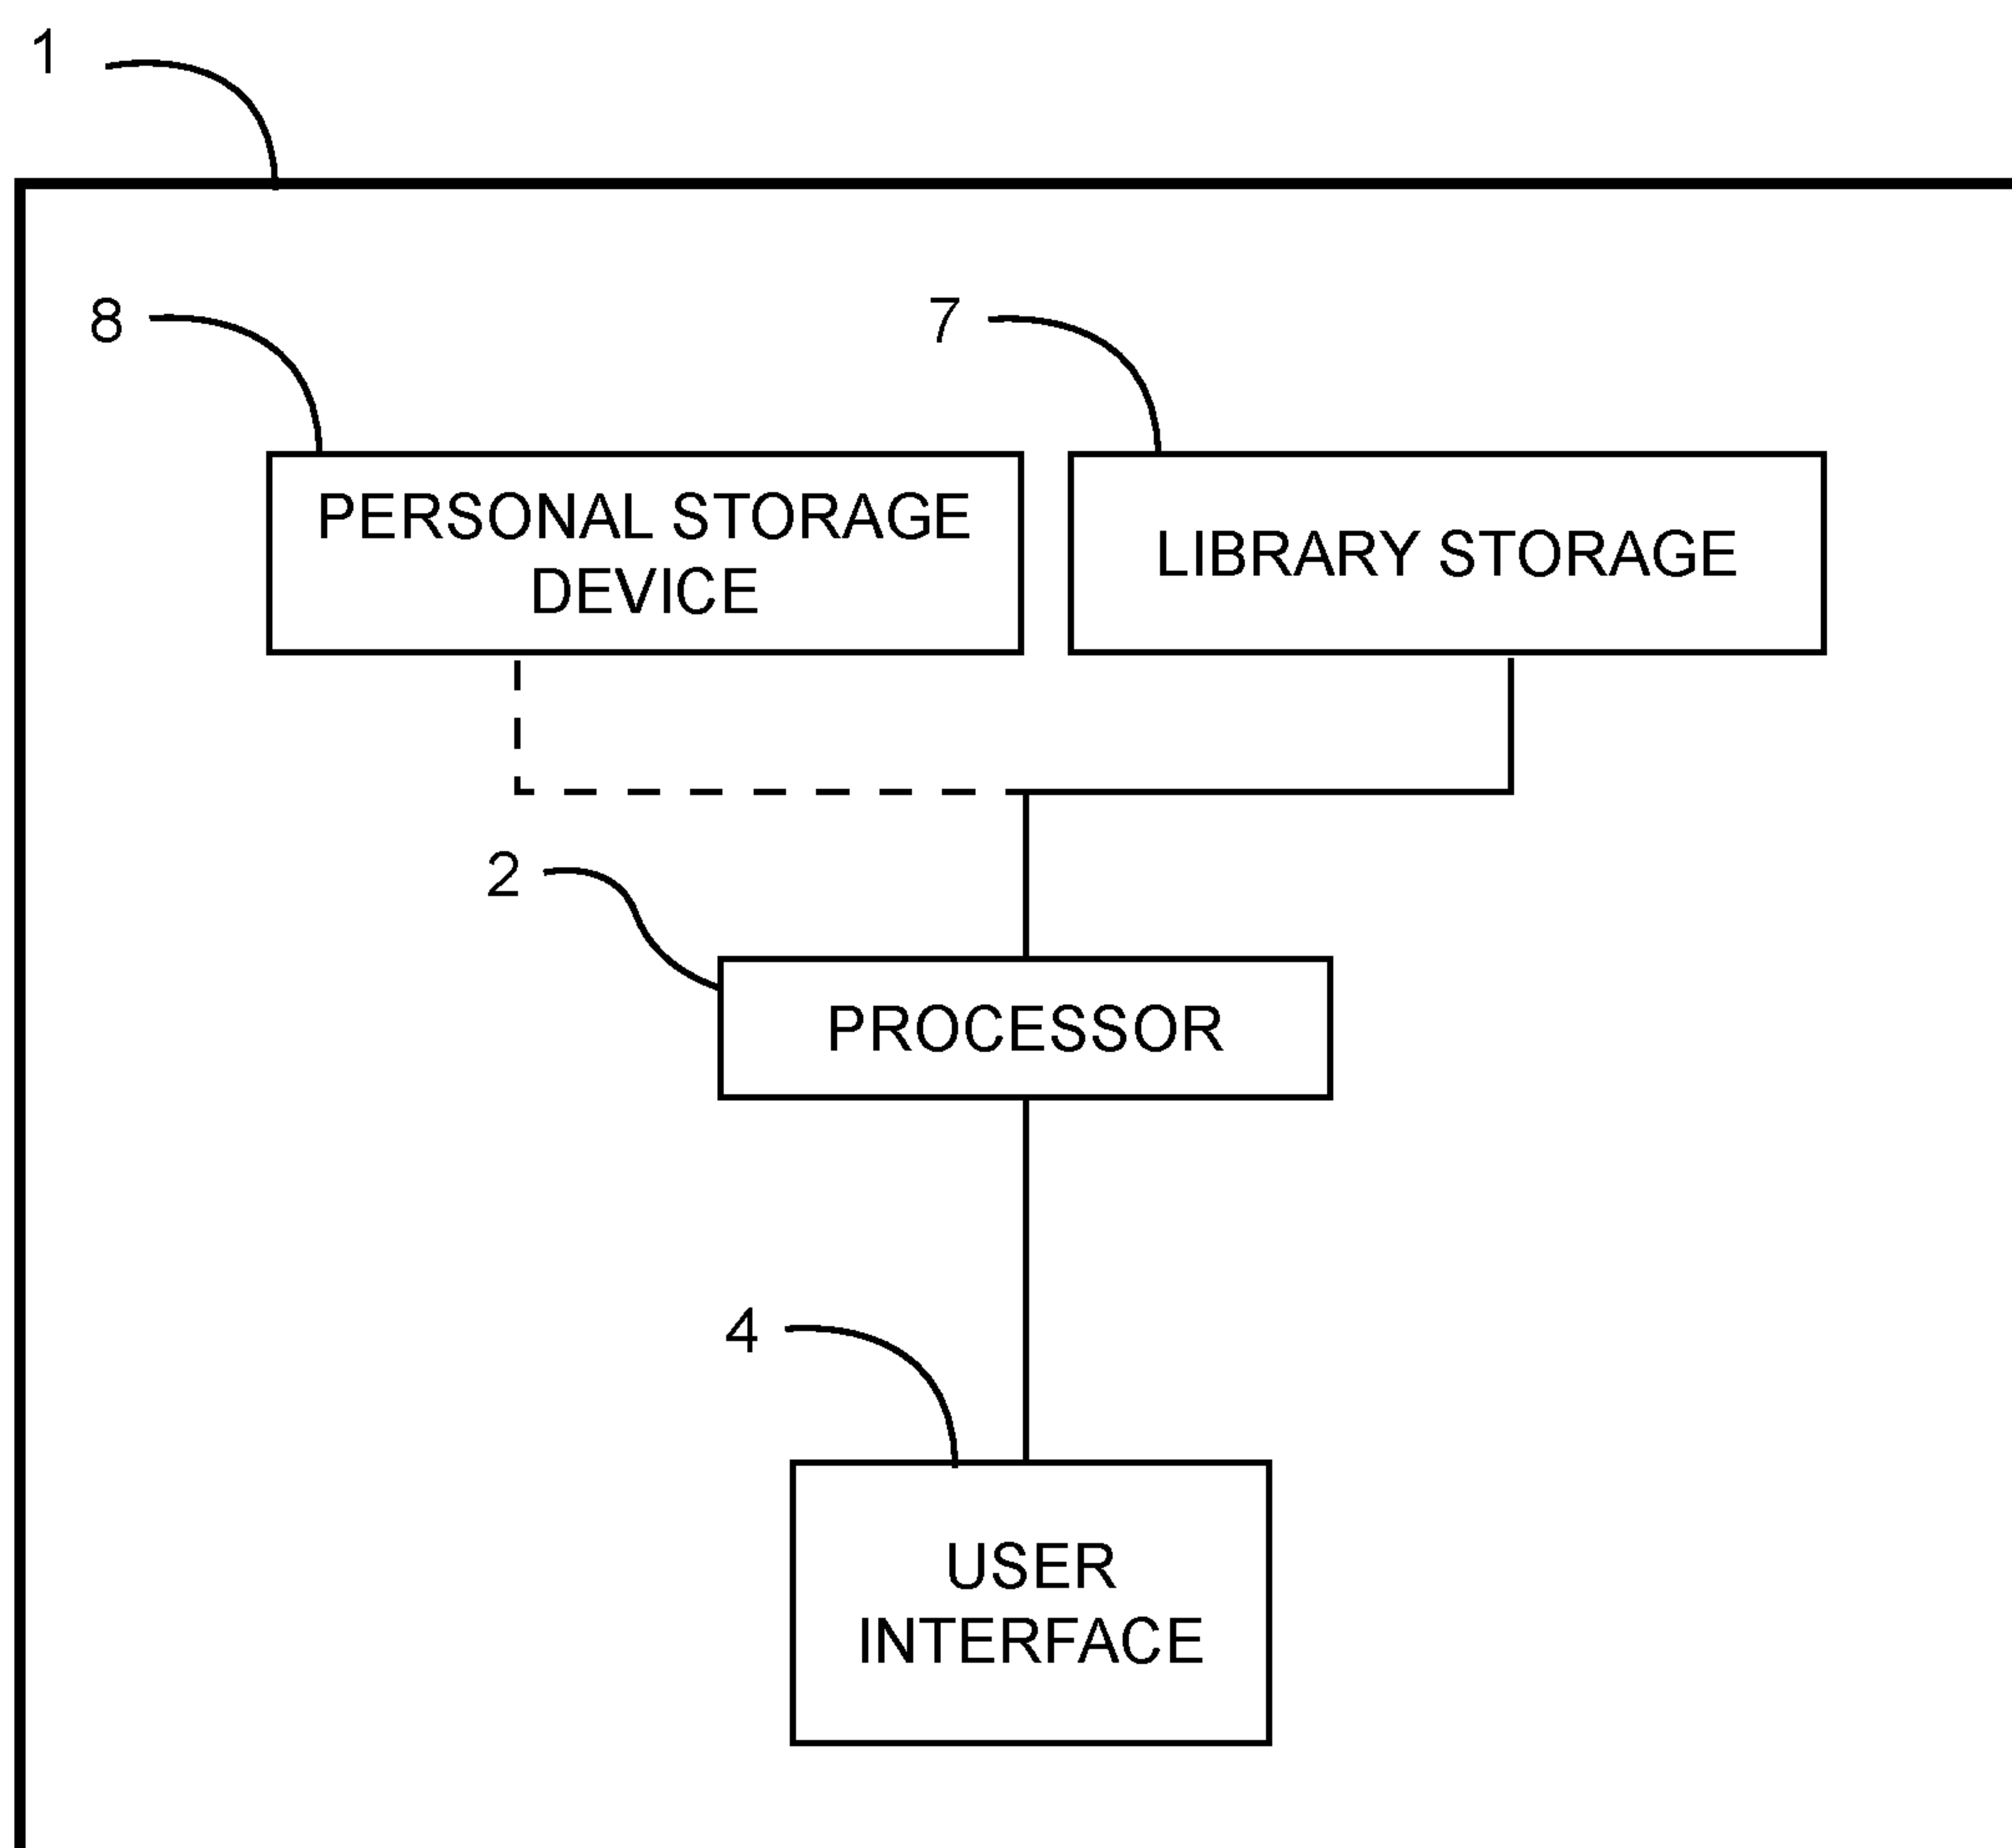 1
8
7
PERSONAL STORAGE
DEVICE
LIBRARY STORAGE
2
PROCESSOR
4
USER
INTERFACE